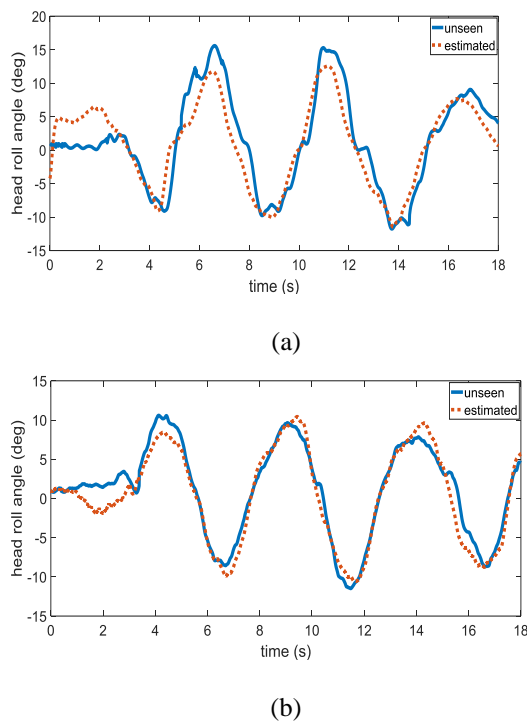 20
15
10
5
0
-5
-10
-15
head roll angle (deg)
unseen
estimated
0 2 4 6 8 10 12 14 16 18
time (s)
(a)
15
10
5
0
-5
-10
-15
head roll angle (deg)
unseen
estimated
0 2 4 6 8 10 12 14 16 18
time (s)
(b)